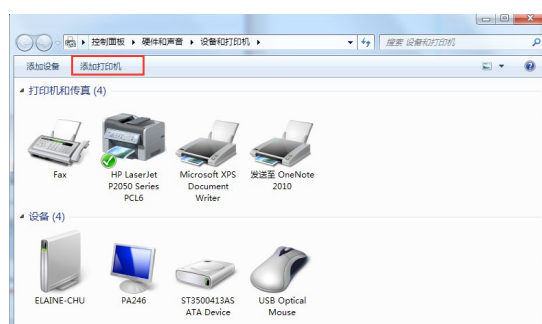 控制面板 ▸ 硬件和声音 ▸ 设备和打印机 ▸
搜索 设备和打印机
添加设备 添加打印机
打印机和传真 (4)
Fax
HP LaserJet
P2050 Series
PCL6
Microsoft XPS
Document
Writer
发送至 OneNote
2010
设备 (4)
ELAINE-CHU
PA246
ST3500413AS
ATA Device
USB Optical
Mouse